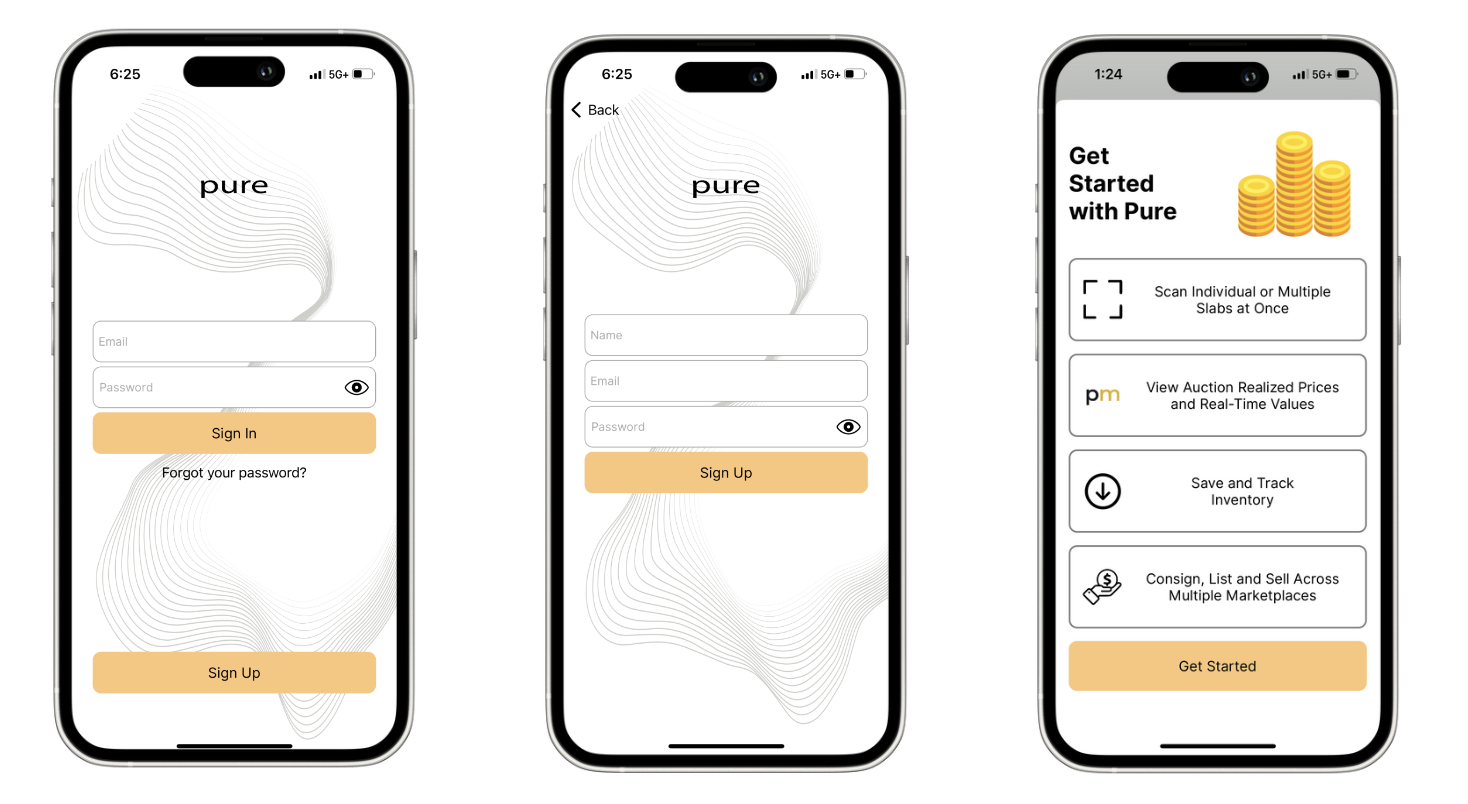 6:25
5G+
pure
Email
Password
Sign In
Forgot your password?
Sign Up
6:25
5G+
Back
pure
Name
Email
Password
Sign Up
1:24
5G+
Get
Started
with Pure
Scan Individual or Multiple
Slabs at Once
pm
View Auction Realized Prices
and Real-Time Values
Save and Track
Inventory
$
Consign, List and Sell Across
Multiple Marketplaces
Get Started